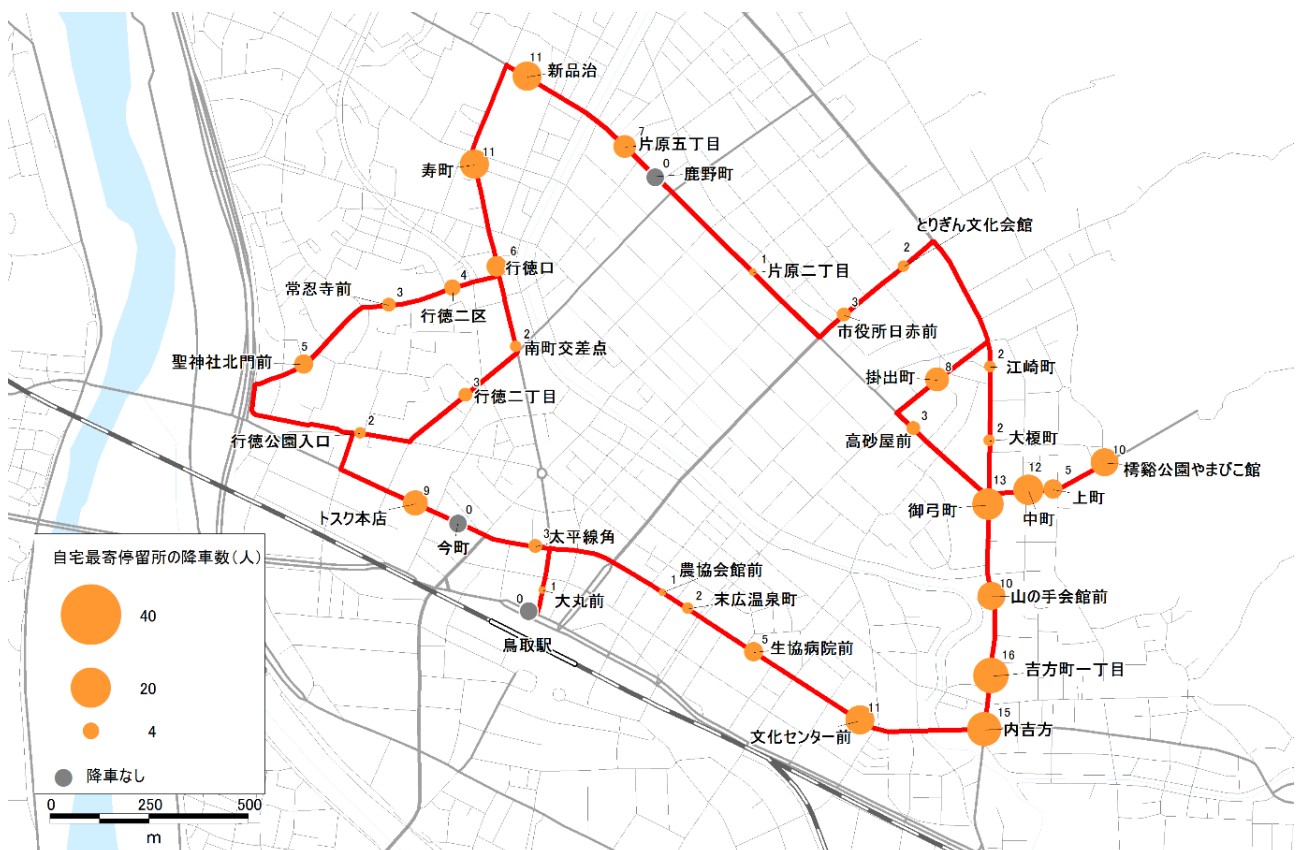 11
新品治
7
片原五丁目
0
鹿野町
11
寿町
とりぎん文化会館
2
6
行徳口
1
片原二丁目
4
行徳二区
3
常忍寺前
3
市役所日赤前
2
南町交差点
5
聖神社北門前
2
江崎町
8
掛出町
3
行徳二丁目
2
行徳公園入口
3
高砂屋前
2
大榎町
10
樗谿公園やまびこ館
5
上町
12
中町
13
御弓町
9
トスク本店
0
今町
3
太平線角
1
大丸前
0
鳥取駅
1
農協会館前
2
末広温泉町
10
山の手会館前
5
生協病院前
16
吉方町一丁目
11
文化センター前
15
内吉方
自宅最寄停留所の降車数(人)
40
20
4
降車なし
0 250 500
m